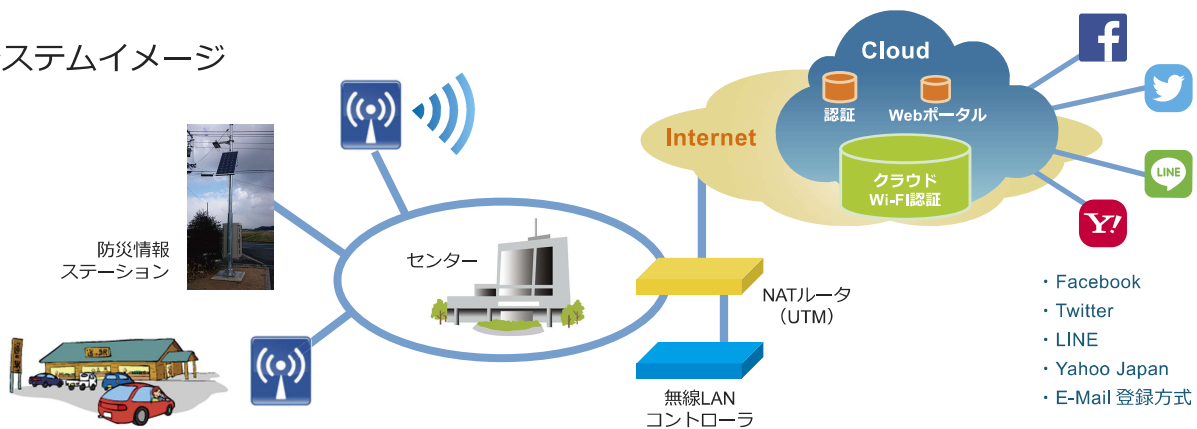 ステムイメージ
Cloud
認証
Webポータル
Internet
クラウド
Wi-FI認証
LINE
Y!
防災情報
ステーション
センター
NATルータ
（UTM）
無線LAN
コントローラ
・Facebook
・Twitter
・LINE
・Yahoo Japan
・E-Mail 登録方式